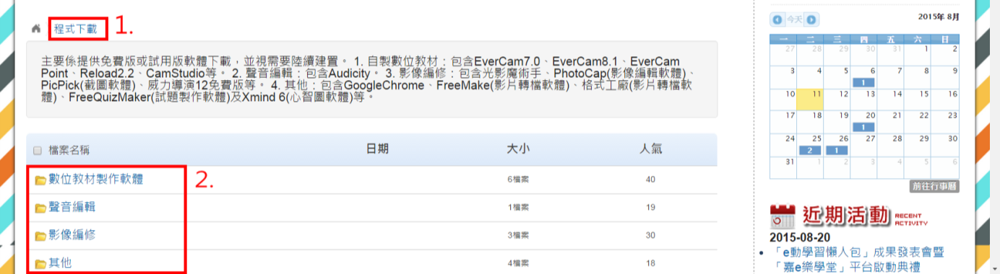 程式下載 1.
主要係提供免費版或試用版軟體下載，並視需要陸續建置。 1. 自製數位教材：包含EverCam7.0、EverCam8.1、EverCam
Point、Reload2.2、CamStudio等。 2. 聲音編輯：包含Audicity。 3. 影像編修：包含光影魔術手、PhotoCap(影像編輯軟體)、
PicPick(截圖軟體)、威力導演12免費版等。 4. 其他：包含GoogleChrome、FreeMake(影片轉檔軟體)、格式工廠(影片轉檔軟
體)、FreeQuizMaker(試題製作軟體)及Xmind 6(心智圖軟體)等。
檔案名稱 日期 大小 人氣
數位教材製作軟體 2. 6檔案 40
聲音編輯 1檔案 19
影像編修 3檔案 30
其他 4檔案 18
今天 2015年 8月
一 二 三 四 五 六 日
27 28 29 30 31 1 2
3 4 5 6 7 8 9
1
10 11 12 13 14 15 16
17 18 19 20 21 22 23
1
24 25 26 27 28 29 30
2 1
31 1 2 3 4 5 6
前往行事曆
近期活動 RECENT
ACTIVITY
2015-08-20
「e動學習懶人包」成果發表會暨
「嘉e樂學堂」平台啟動典禮